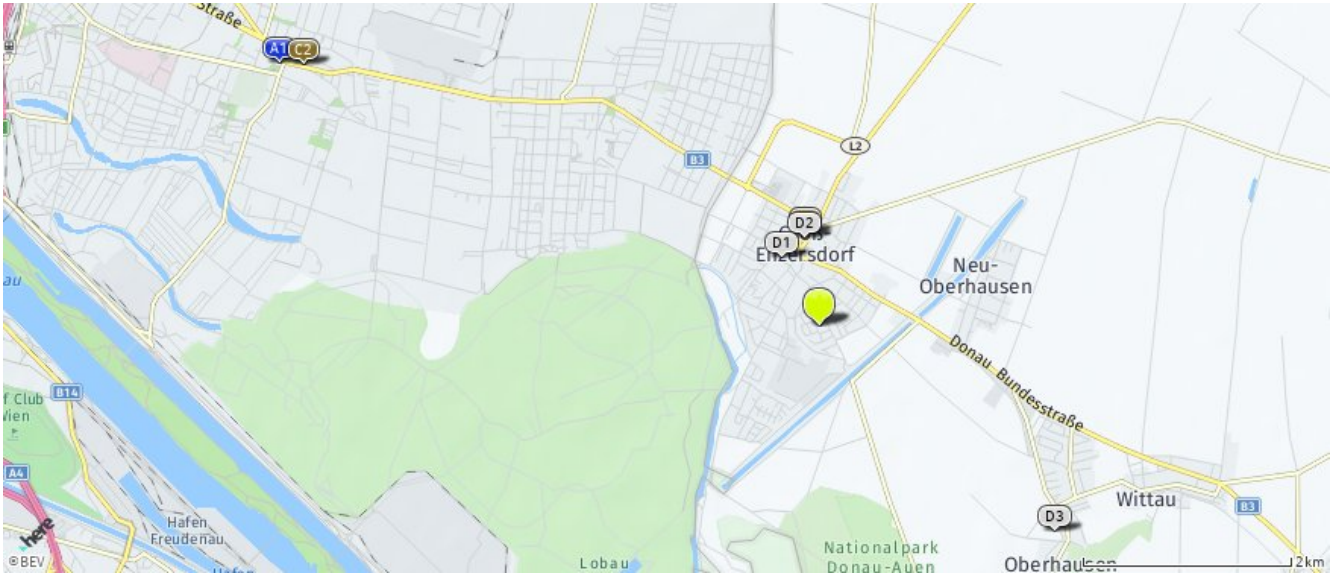 Straße
A1
C2
L2
B3
D2
D1
Enzersdorf
Neu-
Oberhausen
Donau Bundesstraße
B14
f Club
Wien
A4
Wittau
B3
D3
Hafen
Freudenau
Nationalpark
Donau-Auen
Lobau
Oberhausen
2km
here
©BEV